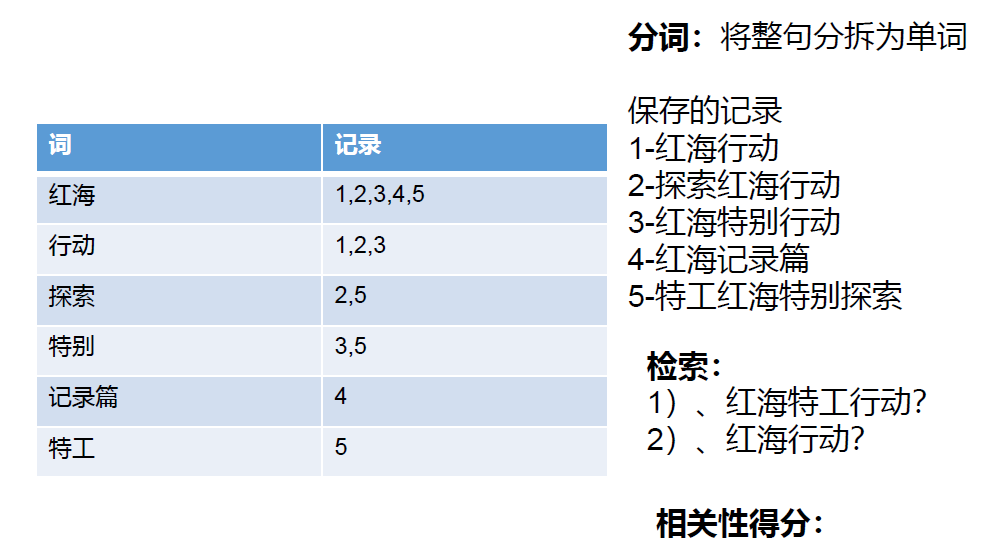 分词：将整句分拆为单词
保存的记录
1-红海行动
2-探索红海行动
3-红海特别行动
4-红海记录篇
5-特工红海特别探索
词 记录
红海 1,2,3,4,5
行动 1,2,3
探索 2,5
特别 3,5
记录篇 4
特工 5
检索：
1）、红海特工行动？
2）、红海行动？
相关性得分：